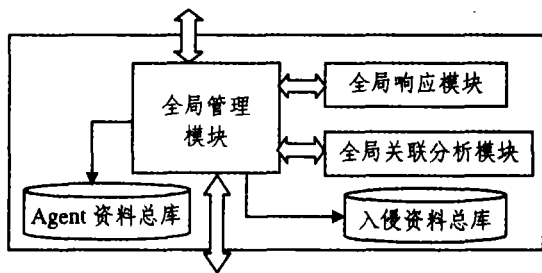 全局管理
模块
全局响应模块
全局关联分析模块
Agent 资料总库
入侵资料总库